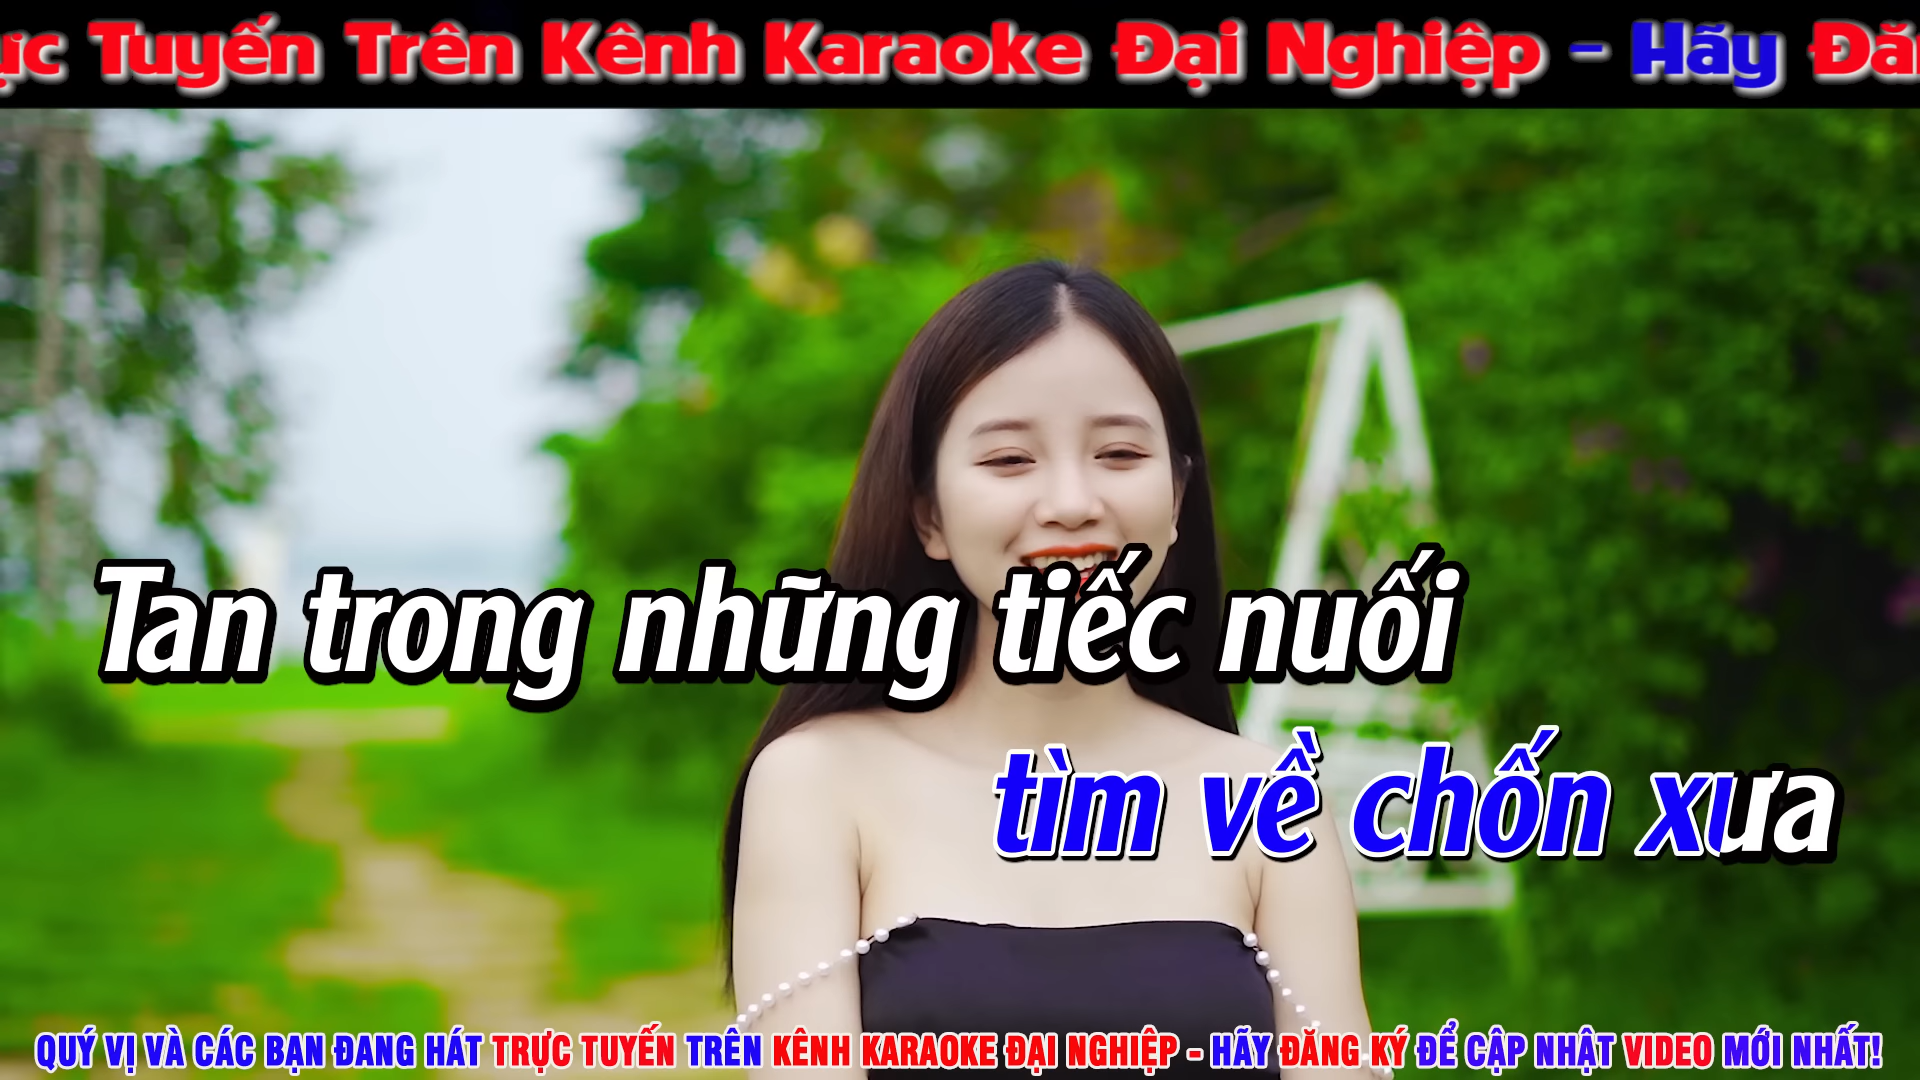 Tuyến Trên Kênh Karaoke Đại Nghiệp - Hãy
Tan trong những tiếc nuối
tìm về chốn xưa
QUÝ VỊ VÀ CÁC BẠN ĐANG HÁT TRỰC TUYẾN TRÊN KÊNH KARAOKE ĐẠI NGHIỆP - HÃY ĐĂNG KÝ ĐỂ CẬP NHẬT VIDEO MỚI NHẤT!